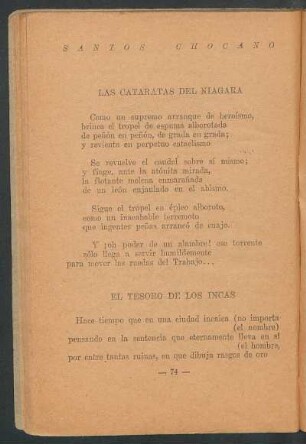 SANTOS CHOCANO
LAS CATARATAS DEL NIAGARA
Como un supremo arranque de heroísmo,
brinca el tropel de espuma alborotada
de peñón en peñón, de grada en grada;
y revienta en perpetuo cataclismo
Se revuelve el caudal sobre sí mismo;
y finge, ante la atónita mirada,
la flotante melena enmarañada
de un león enjaulado en el abismo.
Sigue el tropel en épico alboroto,
como un inacabable terremoto
que ingentes peñas arrancó de cuajo.
Y ¡oh poder de un alambre! ese torrente
sólo llega a servir humildemente
para mover las ruedas del Trabajo...
EL TESORO DE LOS INCAS
Hace tiempo que en una ciudad incaica (no importa
(el nombre)
pensando en la sentencia que eternamente lleva en sí
(el hombre,
por entre tantas ruinas, en que dibuja rasgos de oro
— 74 —